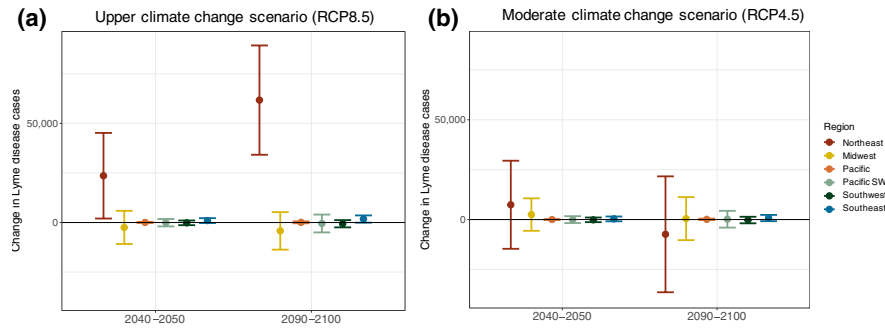 (a) Upper climate change scenario (RCP8.5)
Change in Lyme disease cases
50,000
0
2040–2050 2090–2100
(b) Moderate climate change scenario (RCP4.5)
Change in Lyme disease cases
50,000
0
2040–2050 2090–2100
Region
Northeast
Midwest
Pacific
Pacific SW
Southwest
Southeast